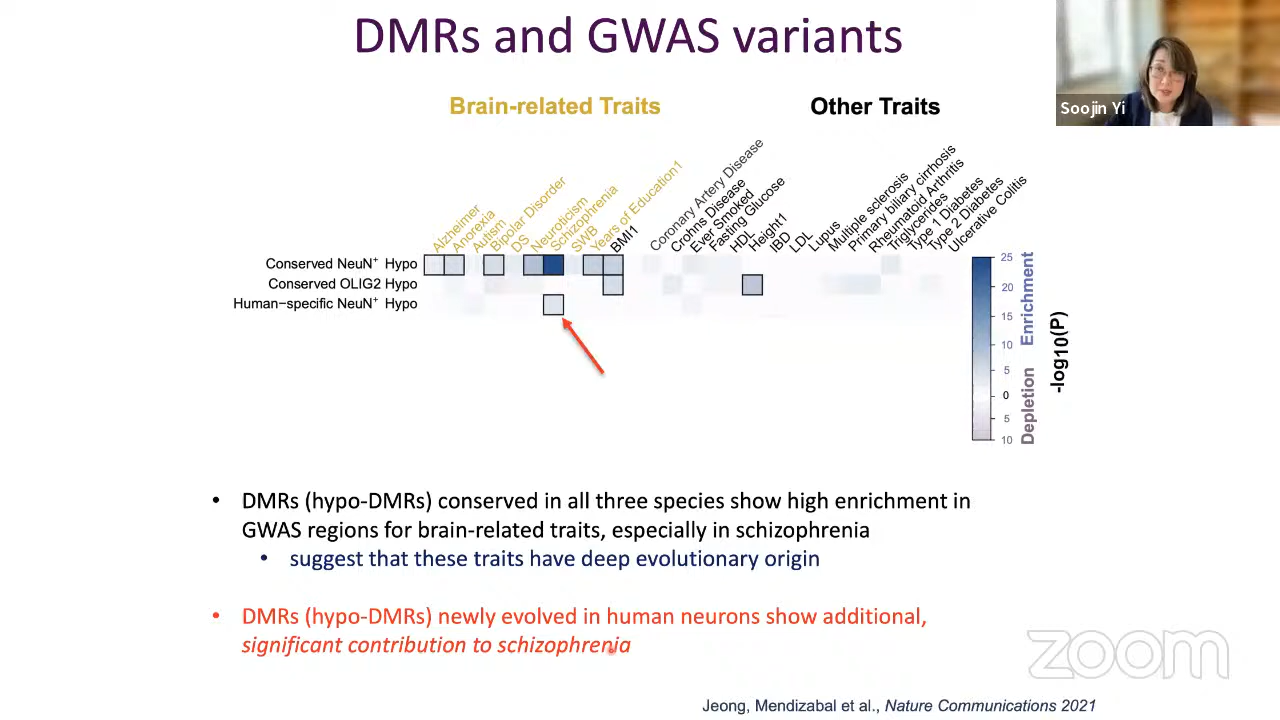 DMRs and GWAS variants
Soojin Yi
Brain-related Traits
Other Traits
Alzheimer
Anorexia
Autism
Bipolar Disorder
DS
Neuroticism
Schizophrenia
SWB
Years of Education1
BMI1
Coronary Artery Disease
Crohns Disease
Ever Smoked
Fasting Glucose
HDL
Height1
IBD
LDL
Lupus
Multiple sclerosis
Primary biliary cirrhosis
Rheumatoid Arthritis
Triglycerides
Type 1 Diabetes
Type 2 Diabetes
Ulcerative Colitis
Conserved NeuN+ Hypo
Conserved OLIG2 Hypo
Human-specific NeuN+ Hypo
25
20
15
10
5
0
5
10
Enrichment
Depletion
-log10(P)
• DMRs (hypo-DMRs) conserved in all three species show high enrichment in
GWAS regions for brain-related traits, especially in schizophrenia
• suggest that these traits have deep evolutionary origin
• DMRs (hypo-DMRs) newly evolved in human neurons show additional,
significant contribution to schizophrenia
zoom
Jeong, Mendizabal et al., Nature Communications 2021